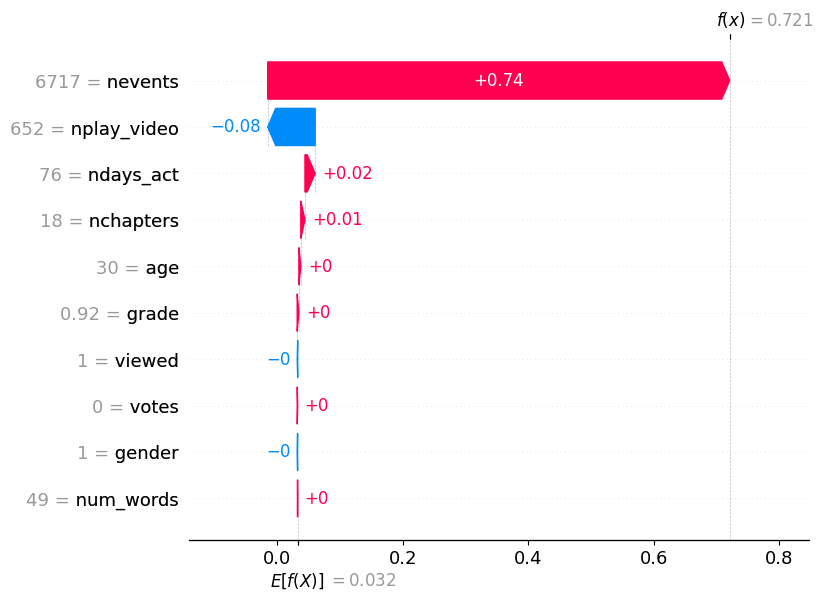 f(x) = 0.721
6717 = nevents +0.74
652 = nplay_video −0.08
76 = ndays_act +0.02
18 = nchapters +0.01
30 = age +0
0.92 = grade +0
1 = viewed −0
0 = votes +0
1 = gender −0
49 = num_words +0
0.0 0.2 0.4 0.6 0.8
E[f(X)] = 0.032